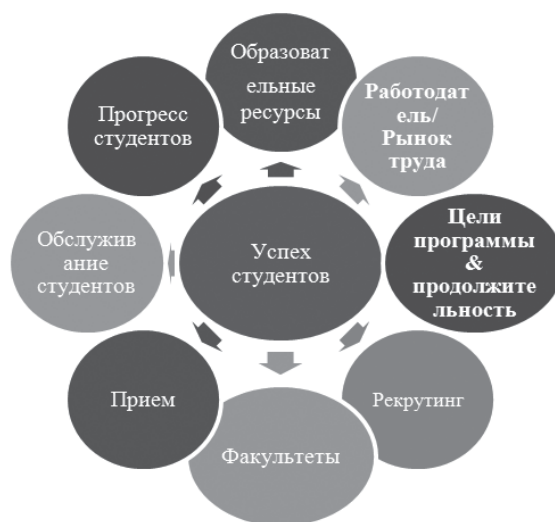 Образоват
ельные
ресурсы
Работодат
ель/
Рынок
труда
Цели
программы
&
продолжите
льность
Рекрутинг
Факультеты
Прием
Обслужив
ание
студентов
Прогресс
студентов
Успех
студентов